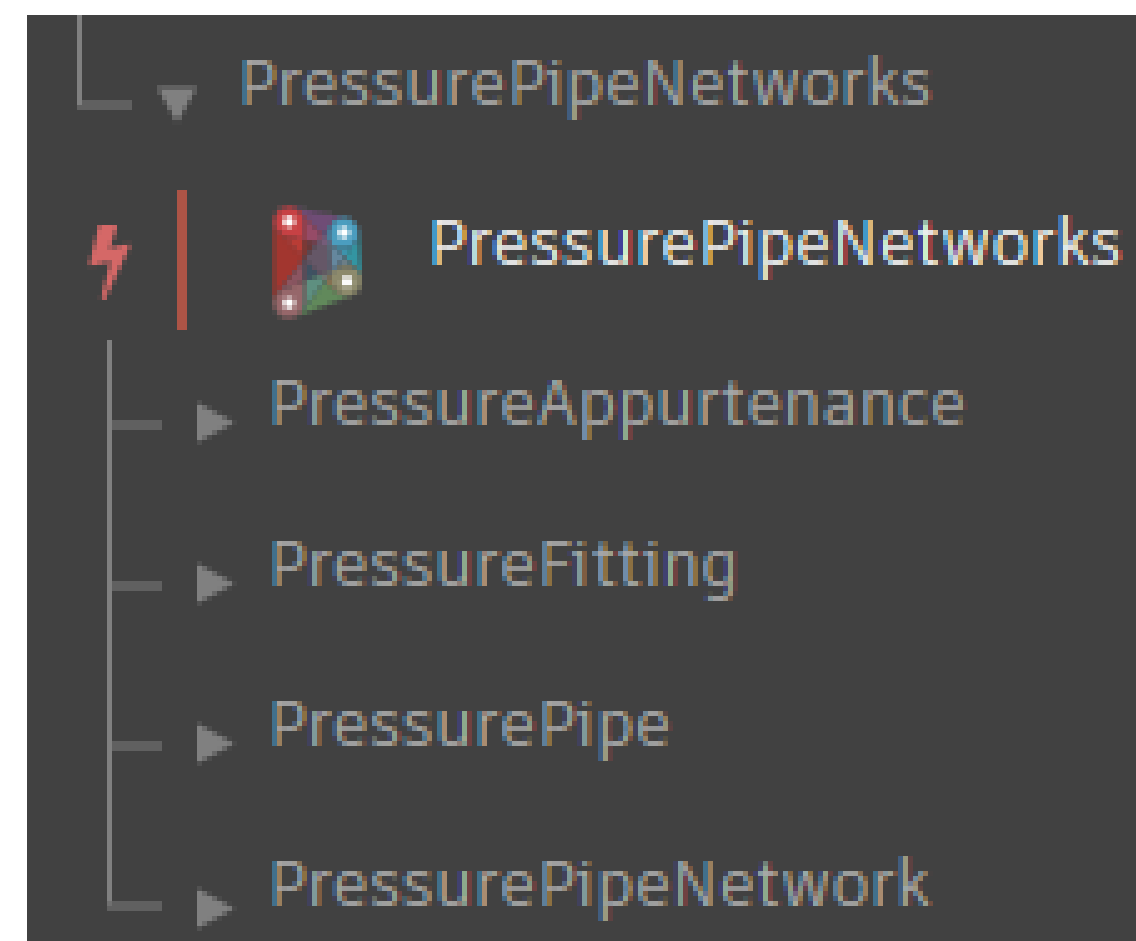 PressurePipeNetworks
PressurePipeNetworks
PressureAppurtenance
PressureFitting
PressurePipe
PressurePipeNetwork